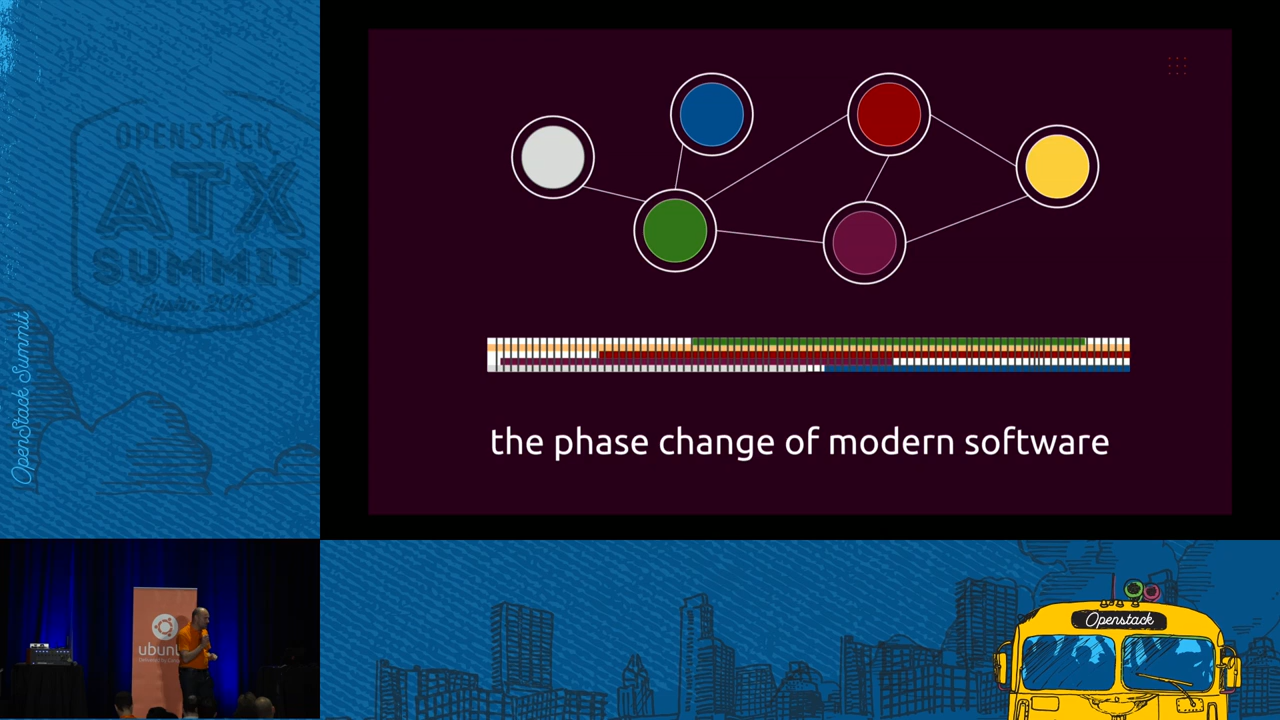 OPENSTACK
ATX
SUMMIT
Austin 2016
OpenStack Summit
the phase change of modern software
ubuntu
Openstack